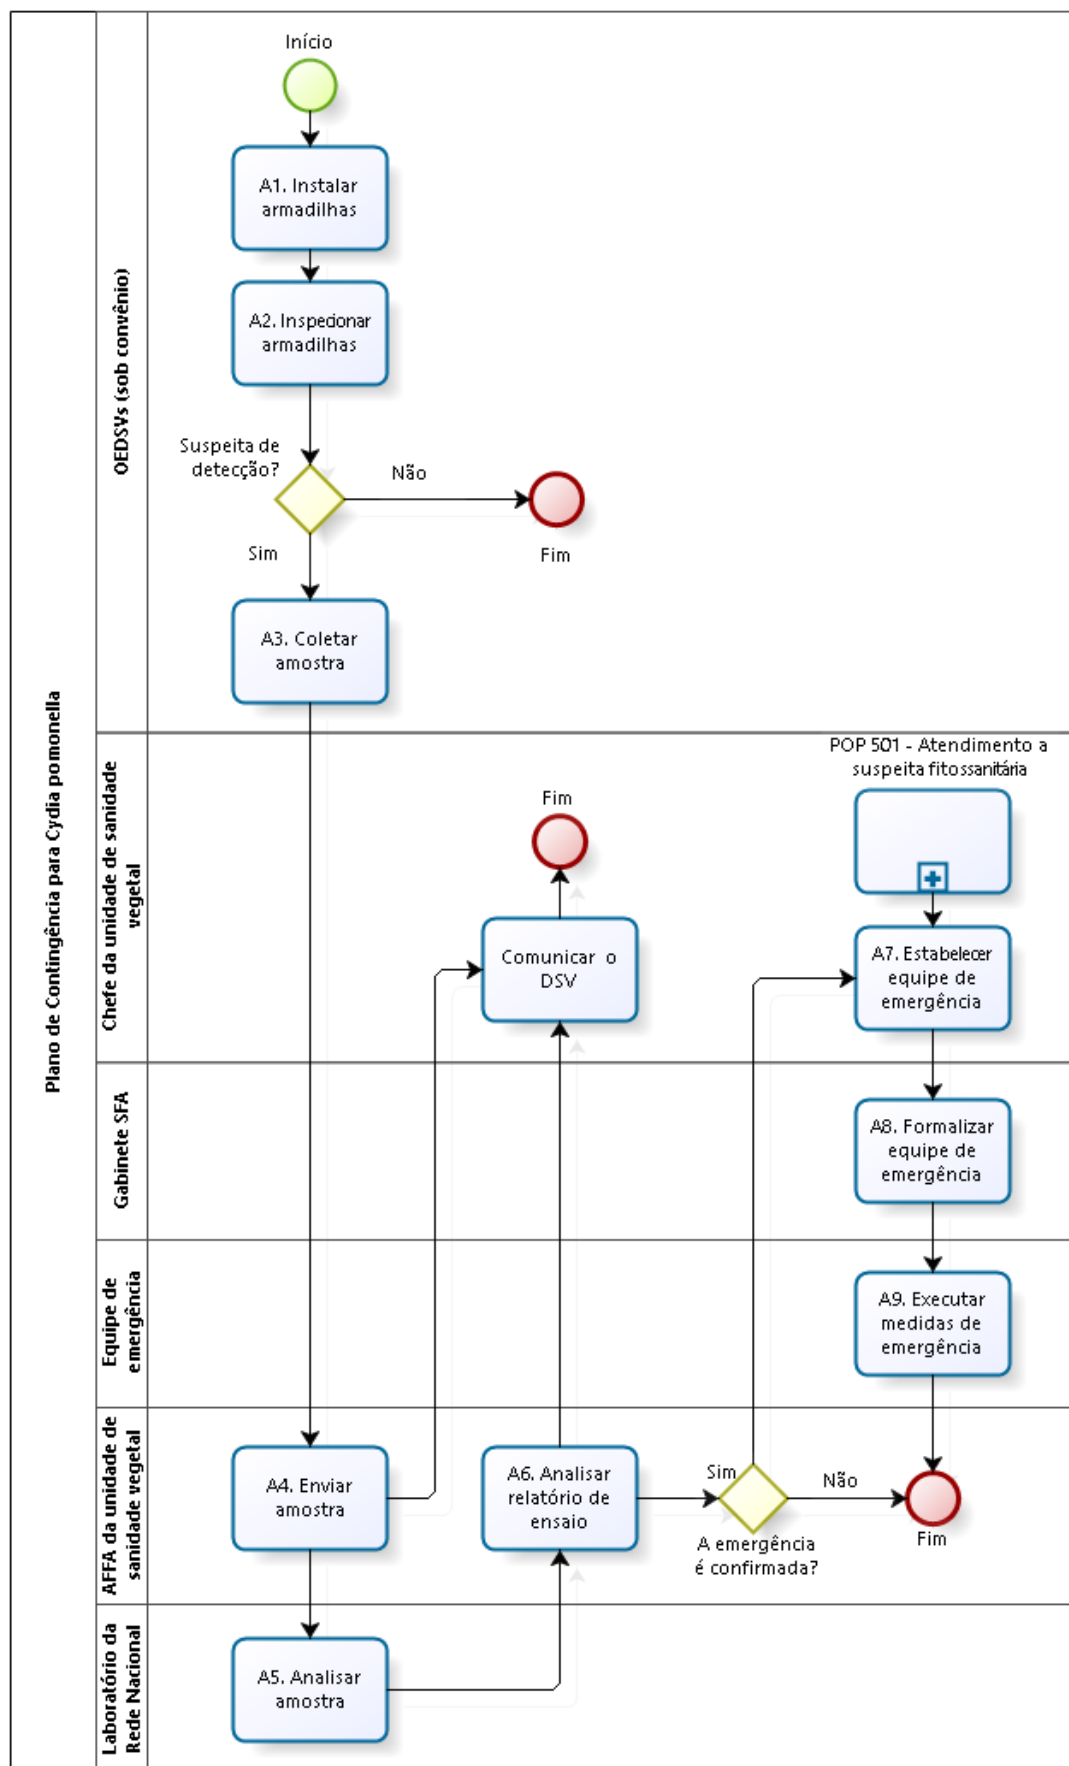 Plano de Contingência para Cydia pomonella
OEDSVs (sob convênio)
Início
A1. Instalar
armadilhas
A2. Inspecionar
armadilhas
Suspeita de
detecção?
Não
Fim
Sim
A3. Coletar
amostra
Chefe da unidade de sanidade
vegetal
POP 501 - Atendimento a
suspeita fitossanitária
Fim
Comunicar o
DSV
A7. Estabelecer
equipe de
emergência
Gabinete SFA
A8. Formalizar
equipe de
emergência
Equipe de
emergência
A9. Executar
medidas de
emergência
AFFA da unidade de
sanidade vegetal
A4. Enviar
amostra
A6. Analisar
relatório de
ensaio
Sim
A emergência
é confirmada?
Não
Fim
Laboratório da
Rede Nacional
A5. Analisar
amostra